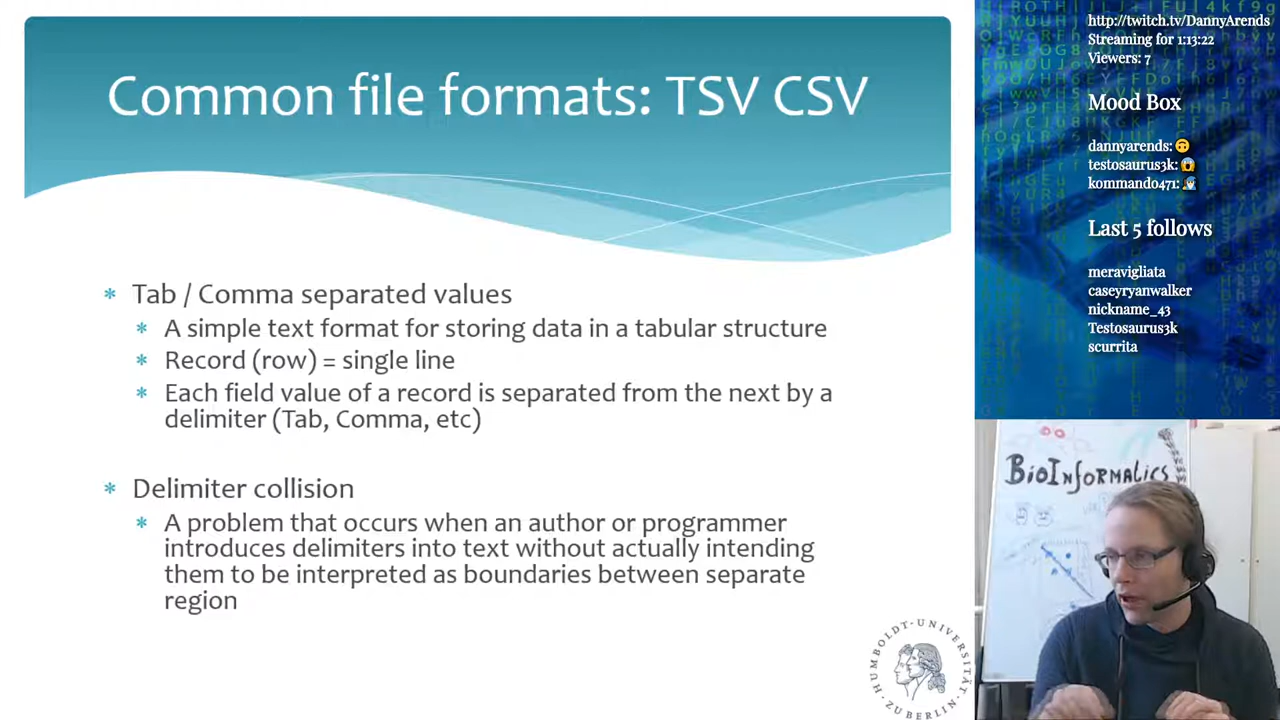 Common file formats: TSV CSV
* Tab / Comma separated values
* A simple text format for storing data in a tabular structure
* Record (row) = single line
* Each field value of a record is separated from the next by a
delimiter (Tab, Comma, etc)
* Delimiter collision
* A problem that occurs when an author or programmer
introduces delimiters into text without actually intending
them to be interpreted as boundaries between separate
region
HUMBOLDT-UNIVERSITÄT
ZU BERLIN
http://twitch.tv/DannyArends
Streaming for 1:13:22
Viewers: 7
Mood Box
dannyarends: 🙃
testosaurus3k: 😱
kommando471:
Last 5 follows
meravigliata
caseyryanwalker
nickname_43
Testosaurus3k
scurrita
BioInformatics